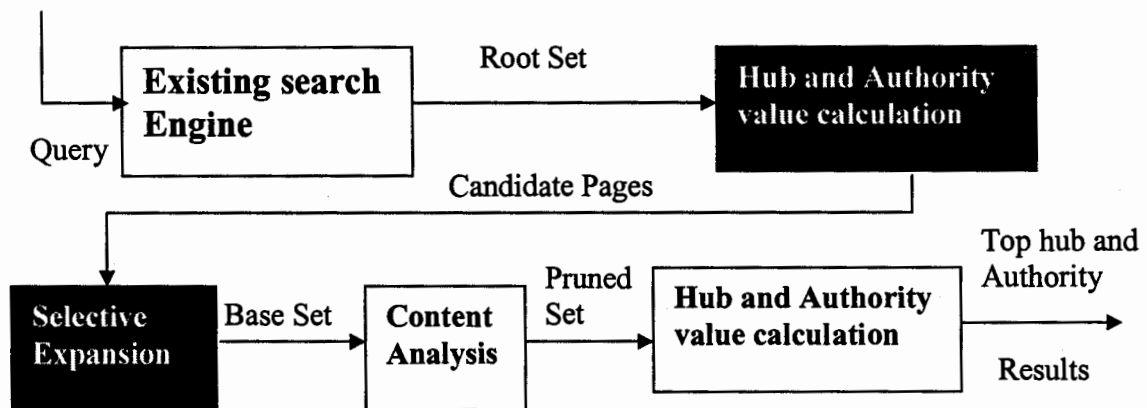 Existing search
Engine
Root Set
Hub and Authority
value calculation
Query
Candidate Pages
Top hub and
Authority
Selective
Expansion
Base Set
Content
Analysis
Pruned
Set
Hub and Authority
value calculation
Results